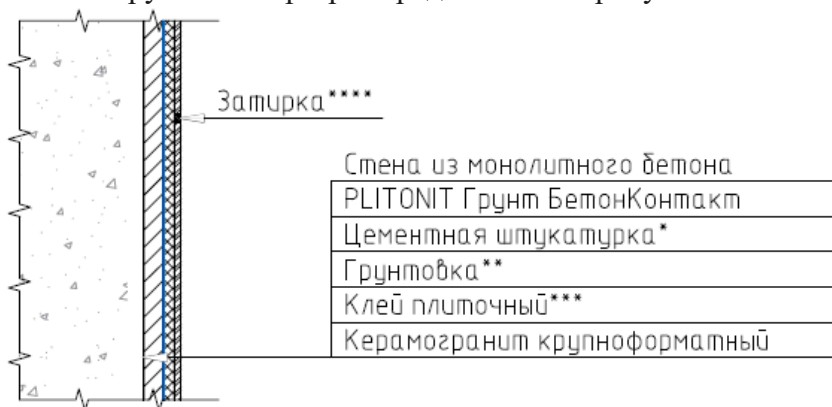 Затирка****
Стена из монолитного бетона
PLITONIT Грунт БетонКонтакт
Цементная штукатурка*
Грунтовка**
Клей плиточный***
Керамогранит крупноформатный